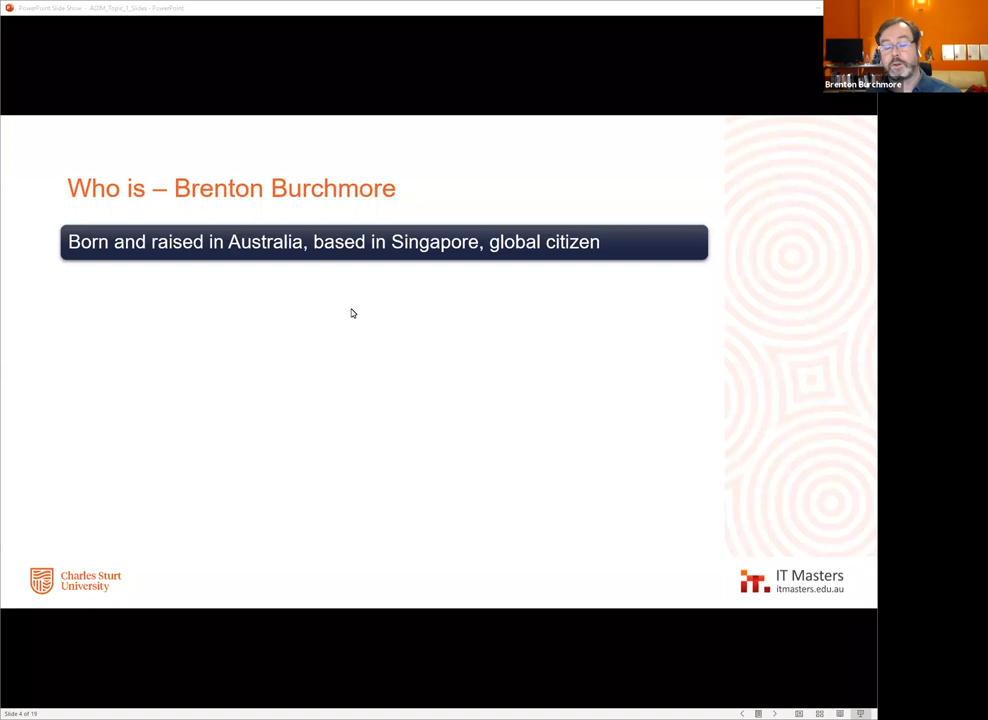 PowerPoint Slide Show - ADIM_Topic_1_Slides - PowerPoint
Brenton Burchmore
Who is – Brenton Burchmore
Born and raised in Australia, based in Singapore, global citizen
Charles Sturt
University
IT Masters
itmasters.edu.au
Slide 4 of 19